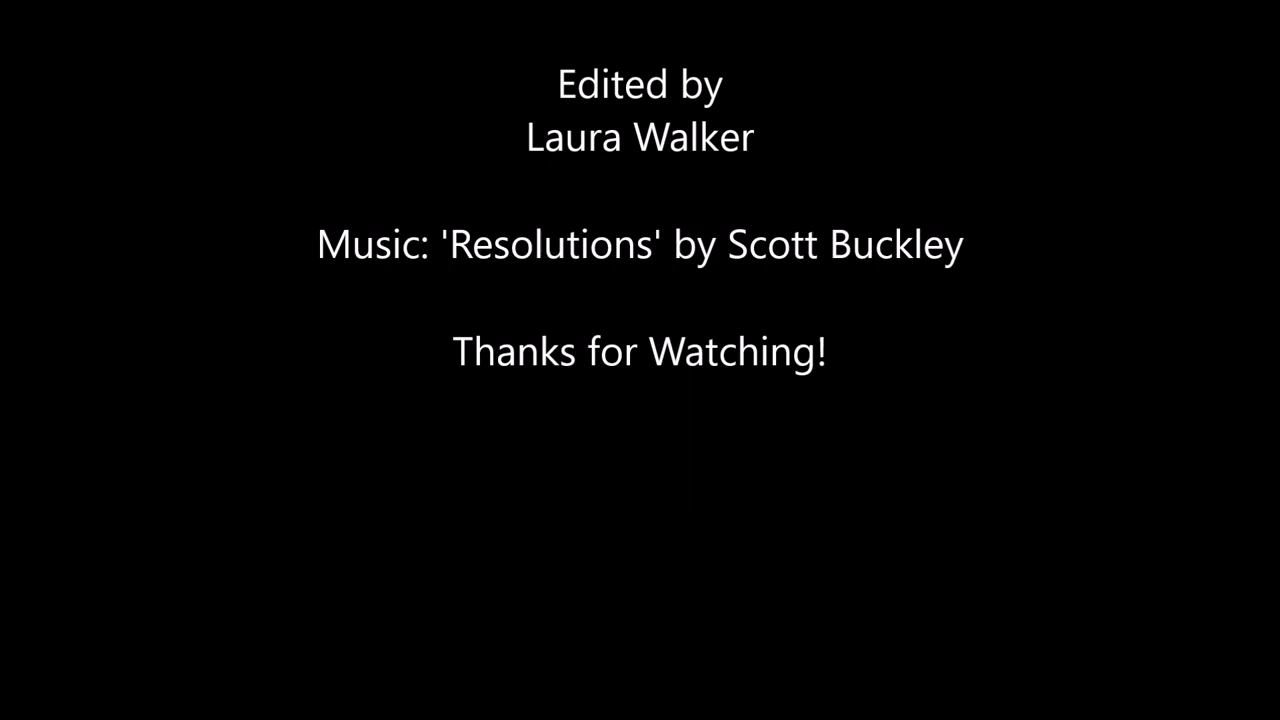 Edited by
Laura Walker
Music: 'Resolutions' by Scott Buckley
Thanks for Watching!